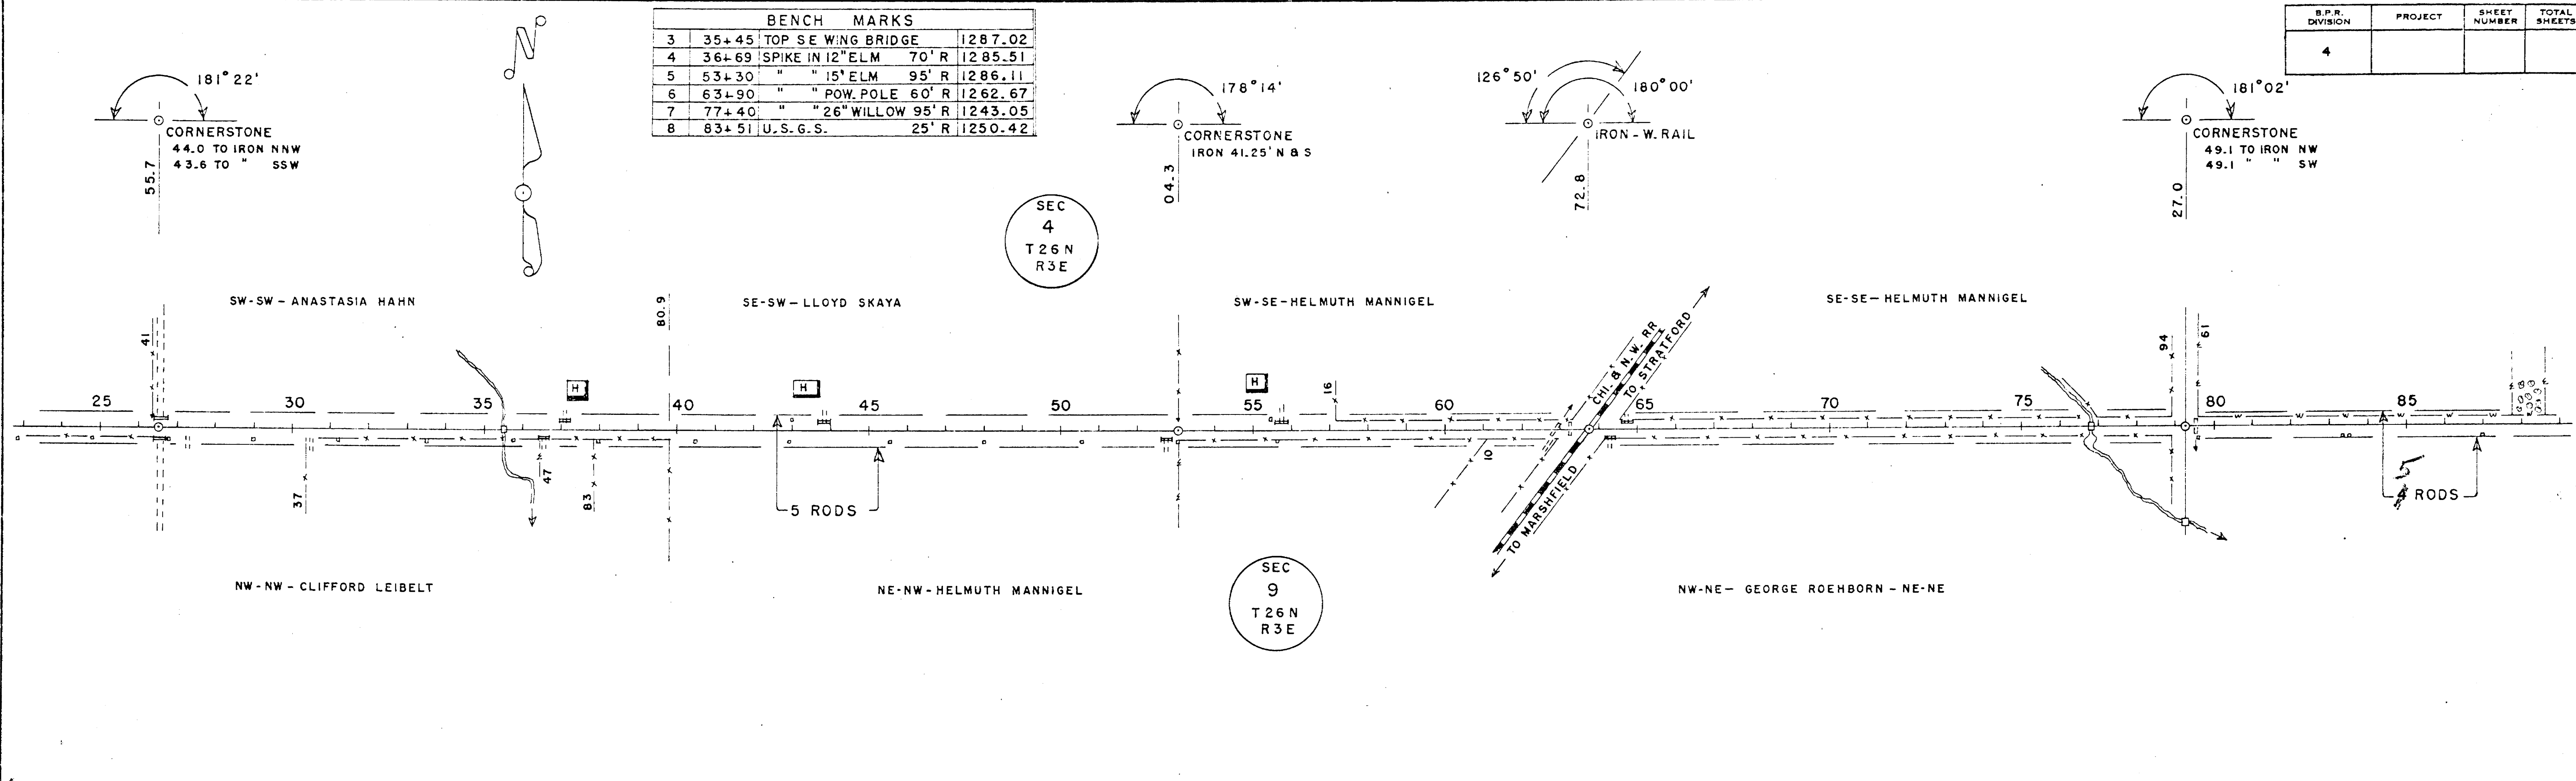 BENCH MARKS
3 35+45 TOP SE WING BRIDGE 1287.02
4 36+69 SPIKE IN 12" ELM 70' R 1285.51
5 53+30 " " 15" ELM 95' R 1286.11
6 63+90 " " POW. POLE 60' R 1262.67
7 77+40 " " 26" WILLOW 95' R 1243.05
8 83+51 U.S.G.S. 25' R 1250.42
B.P.R. DIVISION PROJECT SHEET NUMBER TOTAL SHEETS
4
N
181°22'
CORNERSTONE
44.0 TO IRON NNW
43.6 TO " SSW
55.7
178°14'
CORNERSTONE
IRON 41.25' N & S
04.3
126°50'
180°00'
IRON - W. RAIL
72.8
181°02'
CORNERSTONE
49.1 TO IRON NW
49.1 " " SW
27.0
SEC
4
T26N
R3E
SW-SW-ANASTASIA HAHN
80.9
SE-SW-LLOYD SKAYA
SW-SE-HELMUTH MANNIGEL
SE-SE-HELMUTH MANNIGEL
41
H
H
H
16
CHI. & N.W. RR
TO STRATFORD
94
61
25 30 35 40 45 50 55 60 65 70 75 80 85
W W W W W W
37
47
83
10
5 RODS
TO MARSHFIELD
5
4 RODS
NW-NW-CLIFFORD LEIBELT
NE-NW-HELMUTH MANNIGEL
SEC
9
T26N
R3E
NW-NE- GEORGE ROEHBORN - NE-NE